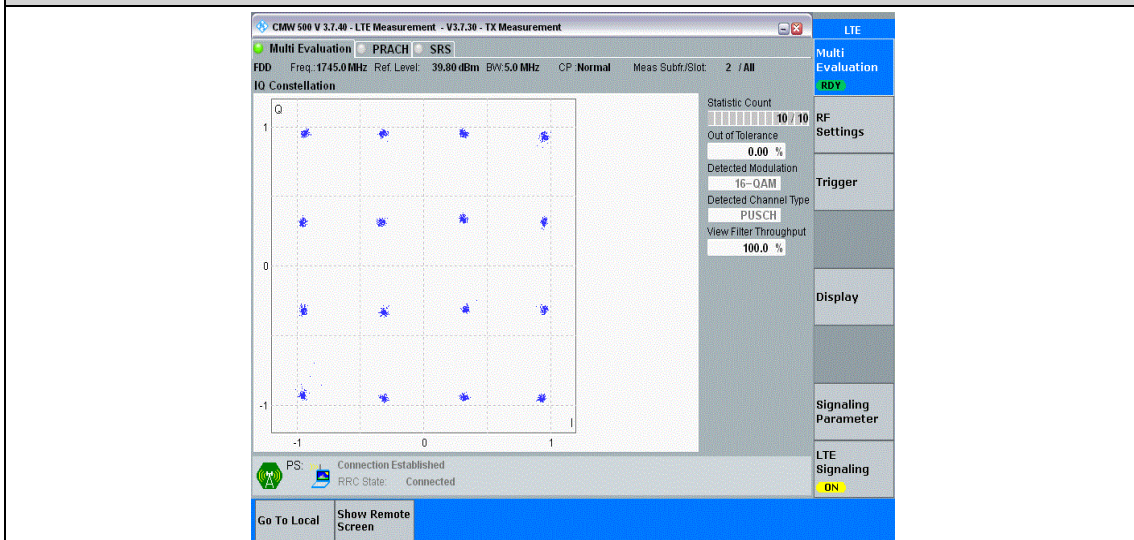 CMW 500 V 3.7.40 - LTE Measurement - V3.7.30 - TX Measurement
LTE
Multi Evaluation PRACH SRS
FDD Freq.:1745.0 MHz Ref. Level: 39.80 dBm BW:5.0 MHz CP :Normal Meas Subfr./Slot: 2 / All
IQ Constellation
Q
1
0
-1
-1 0 1
I
Statistic Count
10 / 10
Out of Tolerance
0.00 %
Detected Modulation
16-QAM
Detected Channel Type
PUSCH
View Filter Throughput
100.0 %
Multi
Evaluation
RDY
RF
Settings
Trigger
Display
Signaling
Parameter
LTE
Signaling
ON
PS: Connection Established
RRC State: Connected
Go To Local
Show Remote
Screen